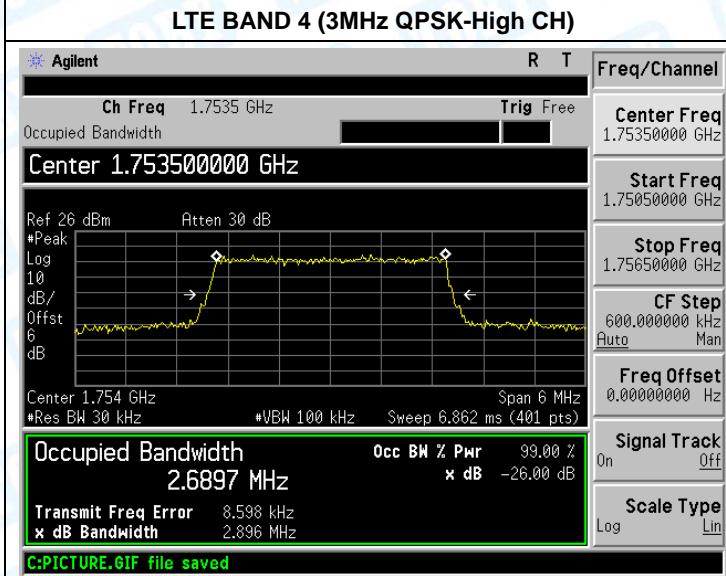 LTE BAND 4 (3MHz QPSK-High CH)
Agilent R T
Ch Freq 1.7535 GHz Trig Free
Occupied Bandwidth
Center 1.753500000 GHz
Ref 26 dBm Atten 30 dB
#Peak
Log
10
dB/
Offst
6
dB
Center 1.754 GHz Span 6 MHz
#Res BW 30 kHz #VBW 100 kHz Sweep 6.862 ms (401 pts)
Occupied Bandwidth Occ BW % Pwr 99.00 %
2.6897 MHz x dB -26.00 dB
Transmit Freq Error 8.598 kHz
x dB Bandwidth 2.896 MHz
C:PICTURE.GIF file saved
Freq/Channel
Center Freq
1.75350000 GHz
Start Freq
1.75050000 GHz
Stop Freq
1.75650000 GHz
CF Step
600.000000 kHz
Auto Man
Freq Offset
0.00000000 Hz
Signal Track
On Off
Scale Type
Log Lin